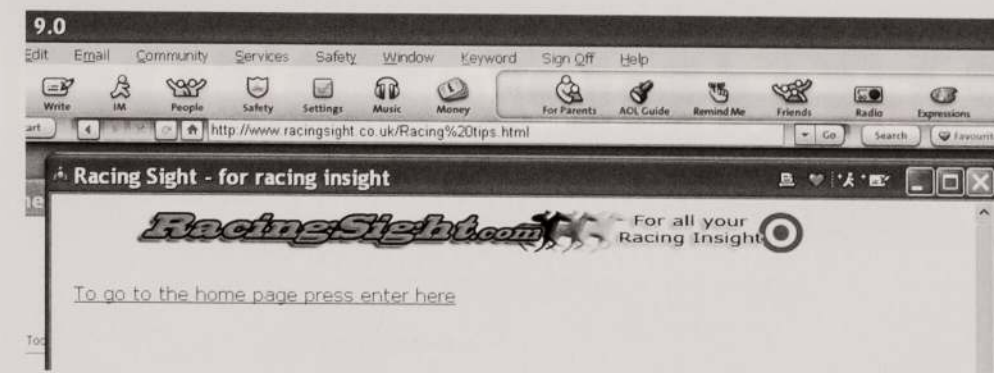 9.0
Edit Email Community Services Safety Window Keyword Sign Off Help
Write IM People Safety Settings Music Money For Parents AOL Guide Remind Me Friends Radio Expressions
art http://www.racingsight.co.uk/Racing%20tips.html Go Search Favourit
Racing Sight - for racing insight
RacingSight.com For all your
Racing Insight
To go to the home page press enter here